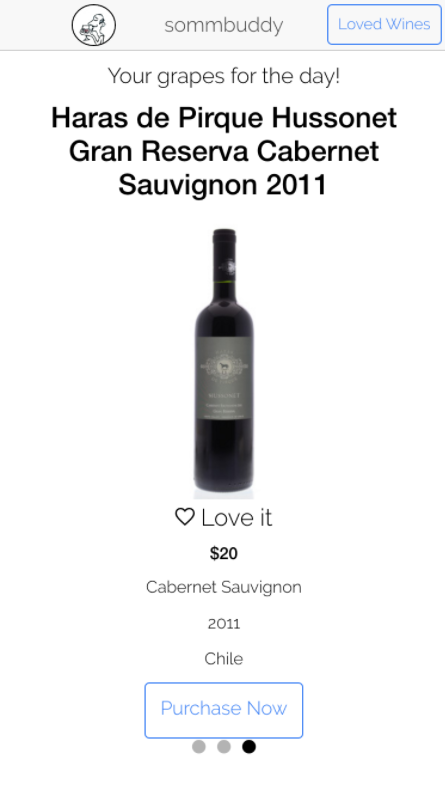 sommbuddy
Loved Wines
Your grapes for the day!
Haras de Pirque Hussonet
Gran Reserva Cabernet
Sauvignon 2011
HUSSONET
Love it
$20
Cabernet Sauvignon
2011
Chile
Purchase Now